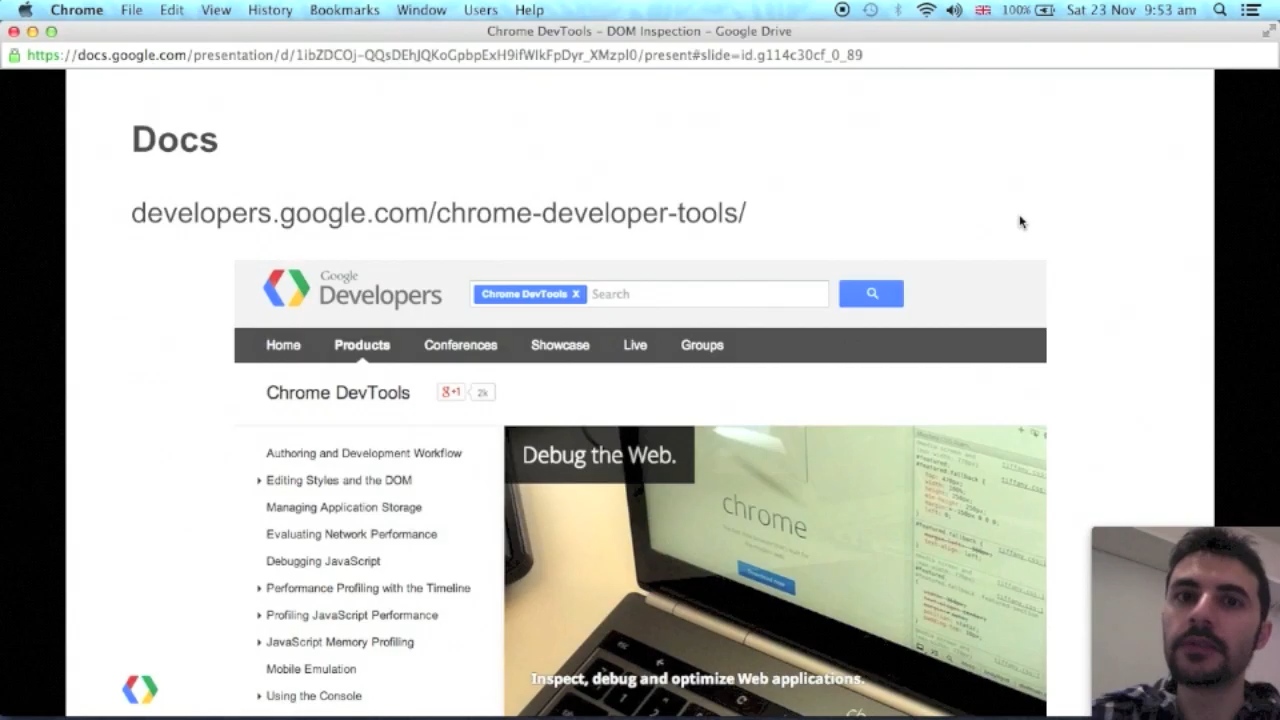 Chrome File Edit View History Bookmarks Window Users Help 100% Sat 23 Nov 9:53 am
Chrome DevTools – DOM Inspection – Google Drive
https://docs.google.com/presentation/d/1ibZDCOj-QQsDEhJQKoGpbpExH9ifWIkFpDyr_XMzpI0/present#slide=id.g114c30cf_0_89
Docs
developers.google.com/chrome-developer-tools/
Google
Developers
Chrome DevTools X Search
Home Products Conferences Showcase Live Groups
Chrome DevTools g+1 2k
Authoring and Development Workflow
Editing Styles and the DOM
Managing Application Storage
Evaluating Network Performance
Debugging JavaScript
Performance Profiling with the Timeline
Profiling JavaScript Performance
JavaScript Memory Profiling
Mobile Emulation
Using the Console
Debug the Web.
chrome
Inspect, debug and optimize Web applications.